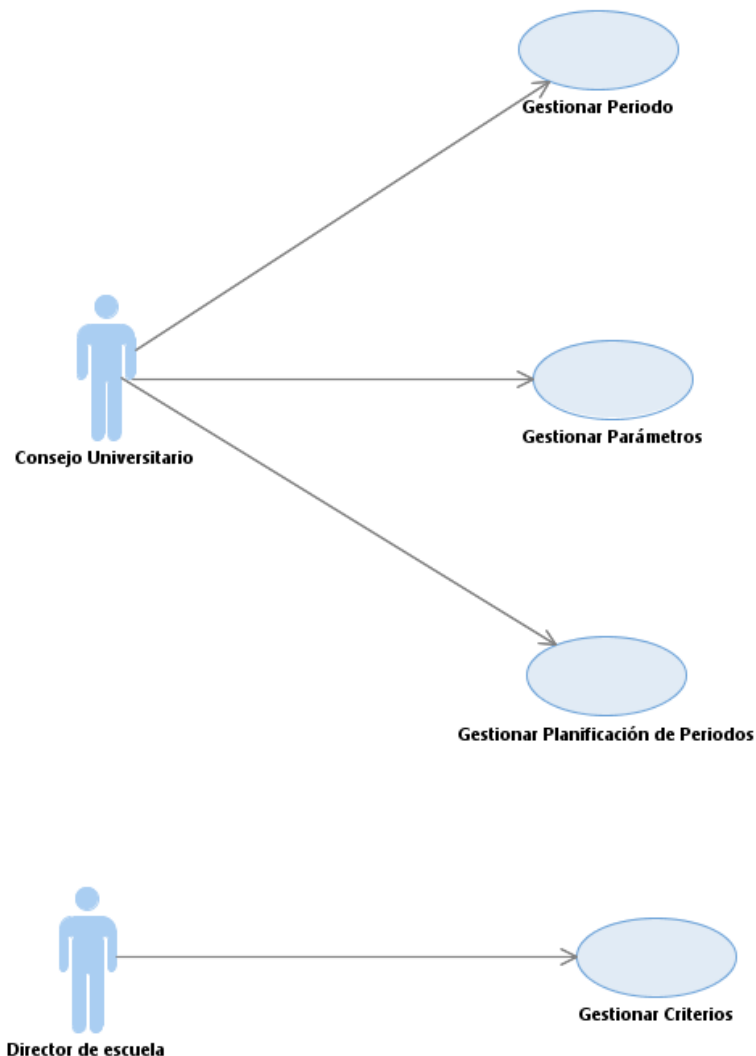 Gestionar Periodo
Gestionar Parámetros
Consejo Universitario
Gestionar Planificación de Periodos
Gestionar Criterios
Director de escuela